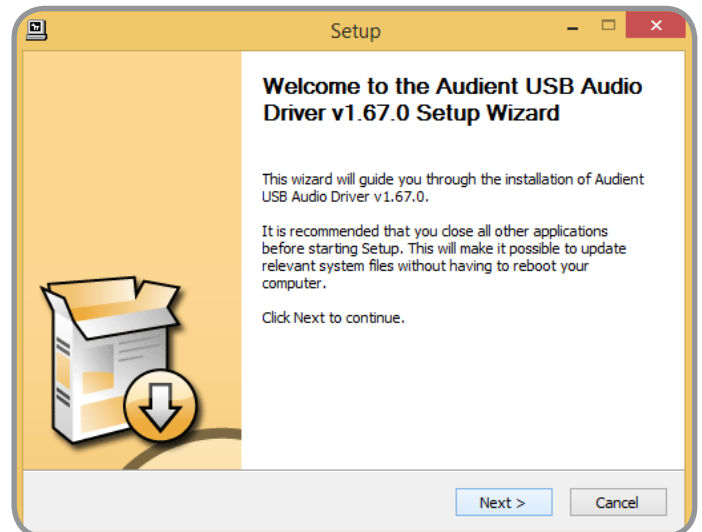 Setup
Welcome to the Audient USB Audio
Driver v1.67.0 Setup Wizard
This wizard will guide you through the installation of Audient
USB Audio Driver v1.67.0.
It is recommended that you close all other applications
before starting Setup. This will make it possible to update
relevant system files without having to reboot your
computer.
Click Next to continue.
Next >
Cancel